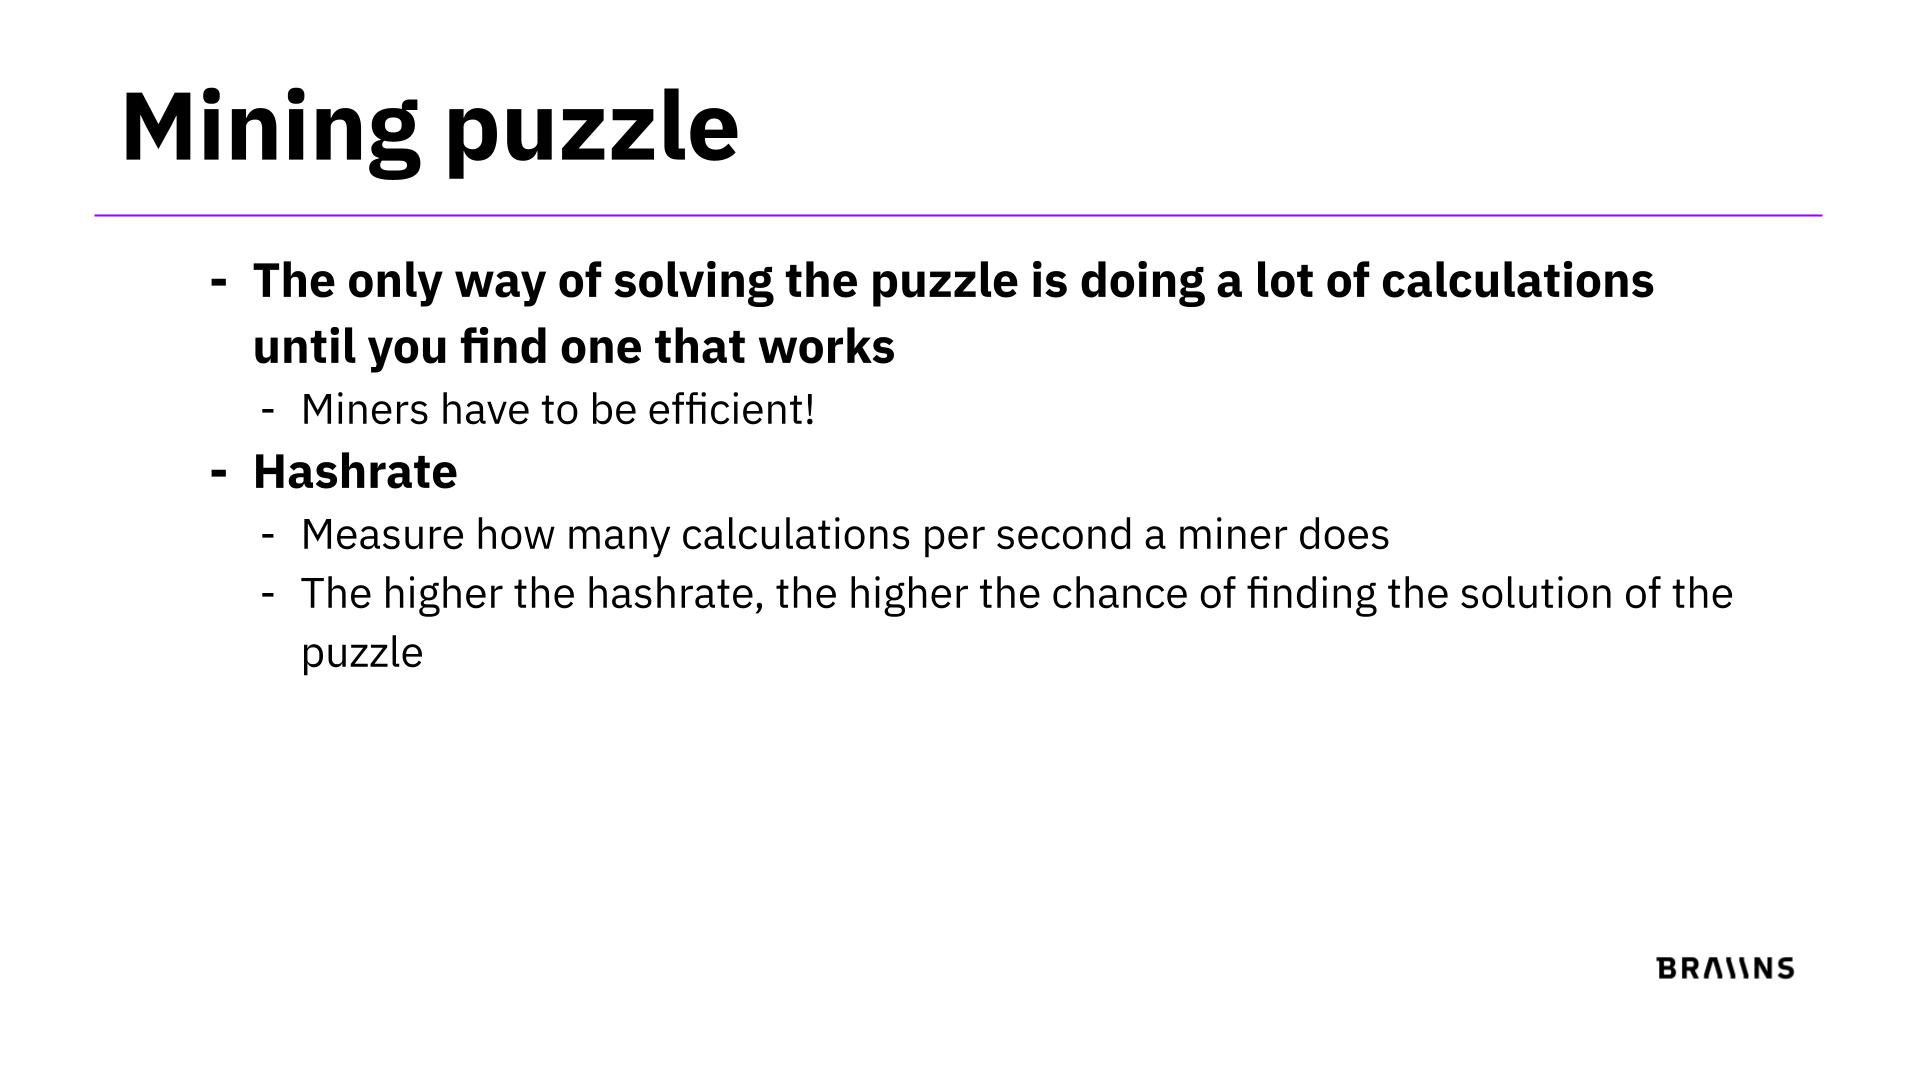 Mining puzzle
- The only way of solving the puzzle is doing a lot of calculations
until you find one that works
- Miners have to be efficient!
- Hashrate
- Measure how many calculations per second a miner does
- The higher the hashrate, the higher the chance of finding the solution of the
puzzle
BRAIINS